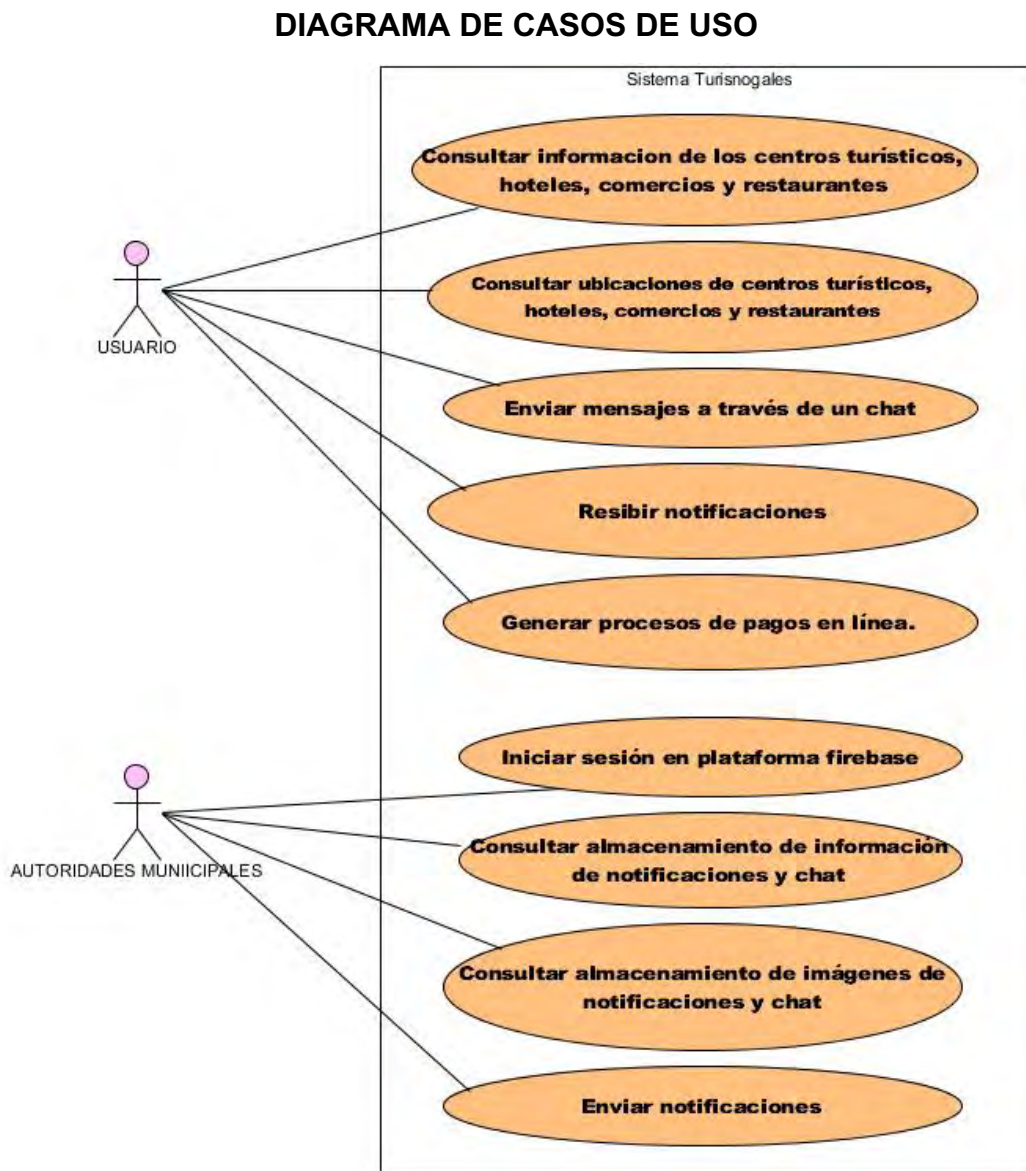 DIAGRAMA DE CASOS DE USO
Sistema Turisnogales
Consultar informacion de los centros turísticos,
hoteles, comercios y restaurantes
Consultar ubicaciones de centros turísticos,
hoteles, comercios y restaurantes
USUARIO
Enviar mensajes a través de un chat
Resibir notificaciones
Generar procesos de pagos en línea.
Iniciar sesión en plataforma firebase
Consultar almacenamiento de información
de notificaciones y chat
AUTORIDADES MUNIICIPALES
Consultar almacenamiento de imágenes de
notificaciones y chat
Enviar notificaciones